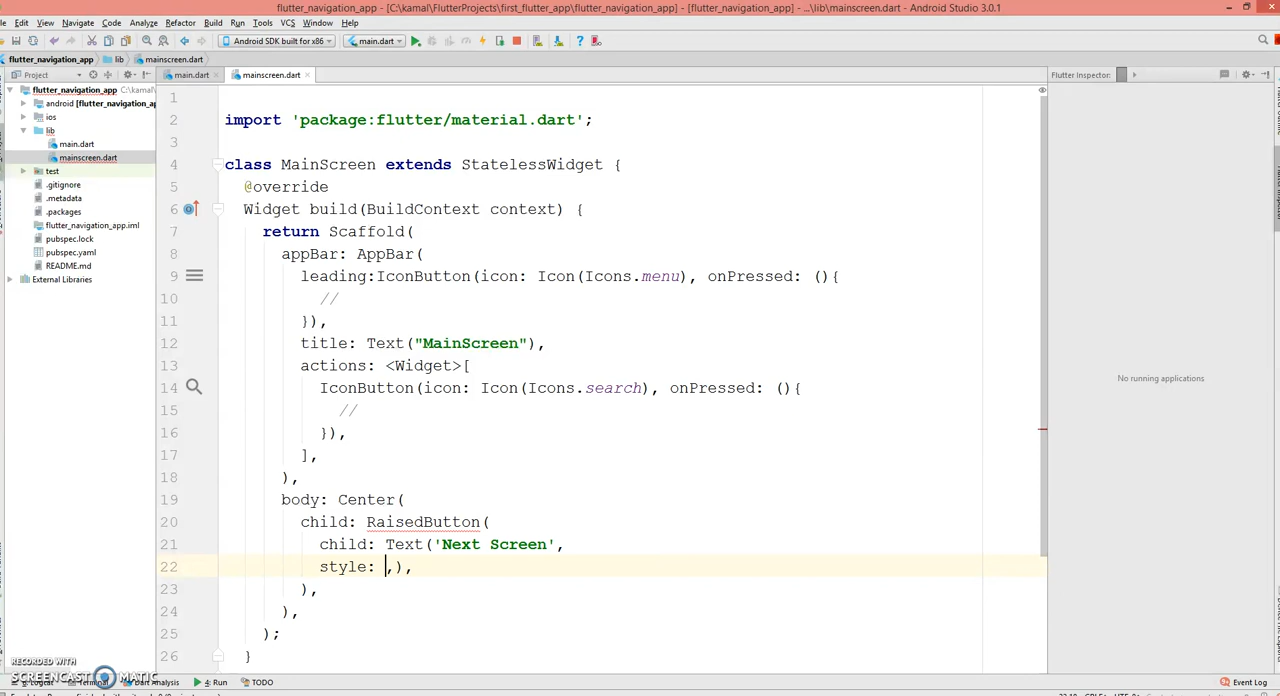 flutter_navigation_app - [C:\kamal\FlutterProjects\first_flutter_app\flutter_navigation_app] - [flutter_navigation_app] - ...\lib\mainscreen.dart - Android Studio 3.0.1
Edit View Navigate Code Analyze Refactor Build Run Tools VCS Window Help
Android SDK built for x86 main.dart
flutter_navigation_app lib mainscreen.dart
Project main.dart mainscreen.dart Flutter Inspector:
flutter_navigation_app C:\k
android [flutter_navigation_ap
ios
lib
main.dart
mainscreen.dart
test
.gitignore
.metadata
.packages
flutter_navigation_app.iml
pubspec.lock
pubspec.yaml
README.md
External Libraries
1
2 import 'package:flutter/material.dart';
3
4 class MainScreen extends StatelessWidget {
5 @override
6 Widget build(BuildContext context) {
7 return Scaffold(
8 appBar: AppBar(
9 leading:IconButton(icon: Icon(Icons.menu), onPressed: (){
10 //
11 }),
12 title: Text("MainScreen"),
13 actions: <Widget>[
14 IconButton(icon: Icon(Icons.search), onPressed: (){
15 //
16 }),
17 ],
18 ),
19 body: Center(
20 child: RaisedButton(
21 child: Text('Next Screen',
22 style: ,),
23 ),
24 ),
25 );
26 }
No running applications
RECORDED WITH
SCREENCAST MATIC
Terminal Dart Analysis 4: Run TODO Event Log